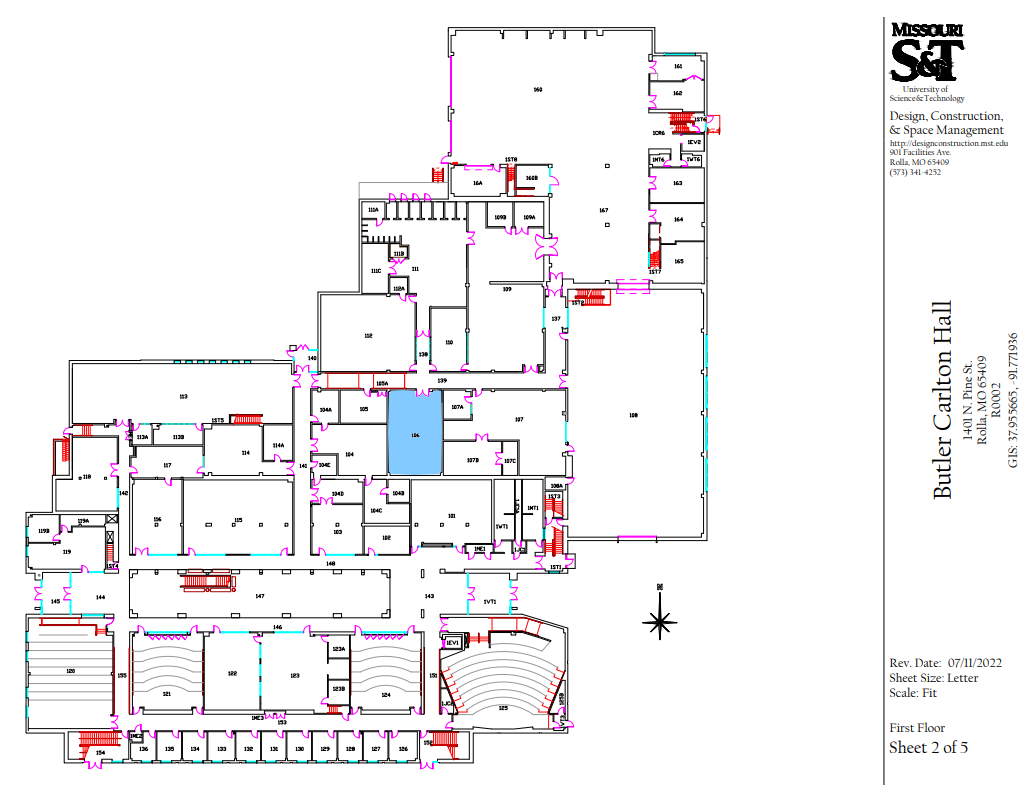 MISSOURI
S&T
University of
Science&Technology
Design, Construction,
& Space Management
http://designconstruction.mst.edu
901 Facilities Ave.
Rolla, MO 65409
(573) 341-4252
Butler Carlton Hall
1401 N. Pine St.
Rolla, MO 65409
R0002
GIS: 37.955665, -91.771936
Rev. Date: 07/11/2022
Sheet Size: Letter
Scale: Fit
First Floor
Sheet 2 of 5
N
160
161
162
1ST6
1CR6
1EV2
1MT6
1WT6
1ST8
16A
160B
163
167
164
165
1ST7
111A
109B
109A
111B
111C
111
112A
109
1ST2
137
112
110
138
140
139
105A
113
104A
105
106
107A
107
108
1ST5
113A
113B
114
114A
104
107B
107C
117
104E
141
118
142
116
115
104D
104B
104C
103
102
101
1WT1
1MT1
108A
1ST3
119B
119A
119
1ST4
1ME1
1ST1
148
145
144
147
143
1VT1
146
120
155
121
122
123
123A
123B
124
151
1EV1
125
125B
1ME3
153
1ME2
154
136
135
134
133
132
131
130
129
128
127
126
152